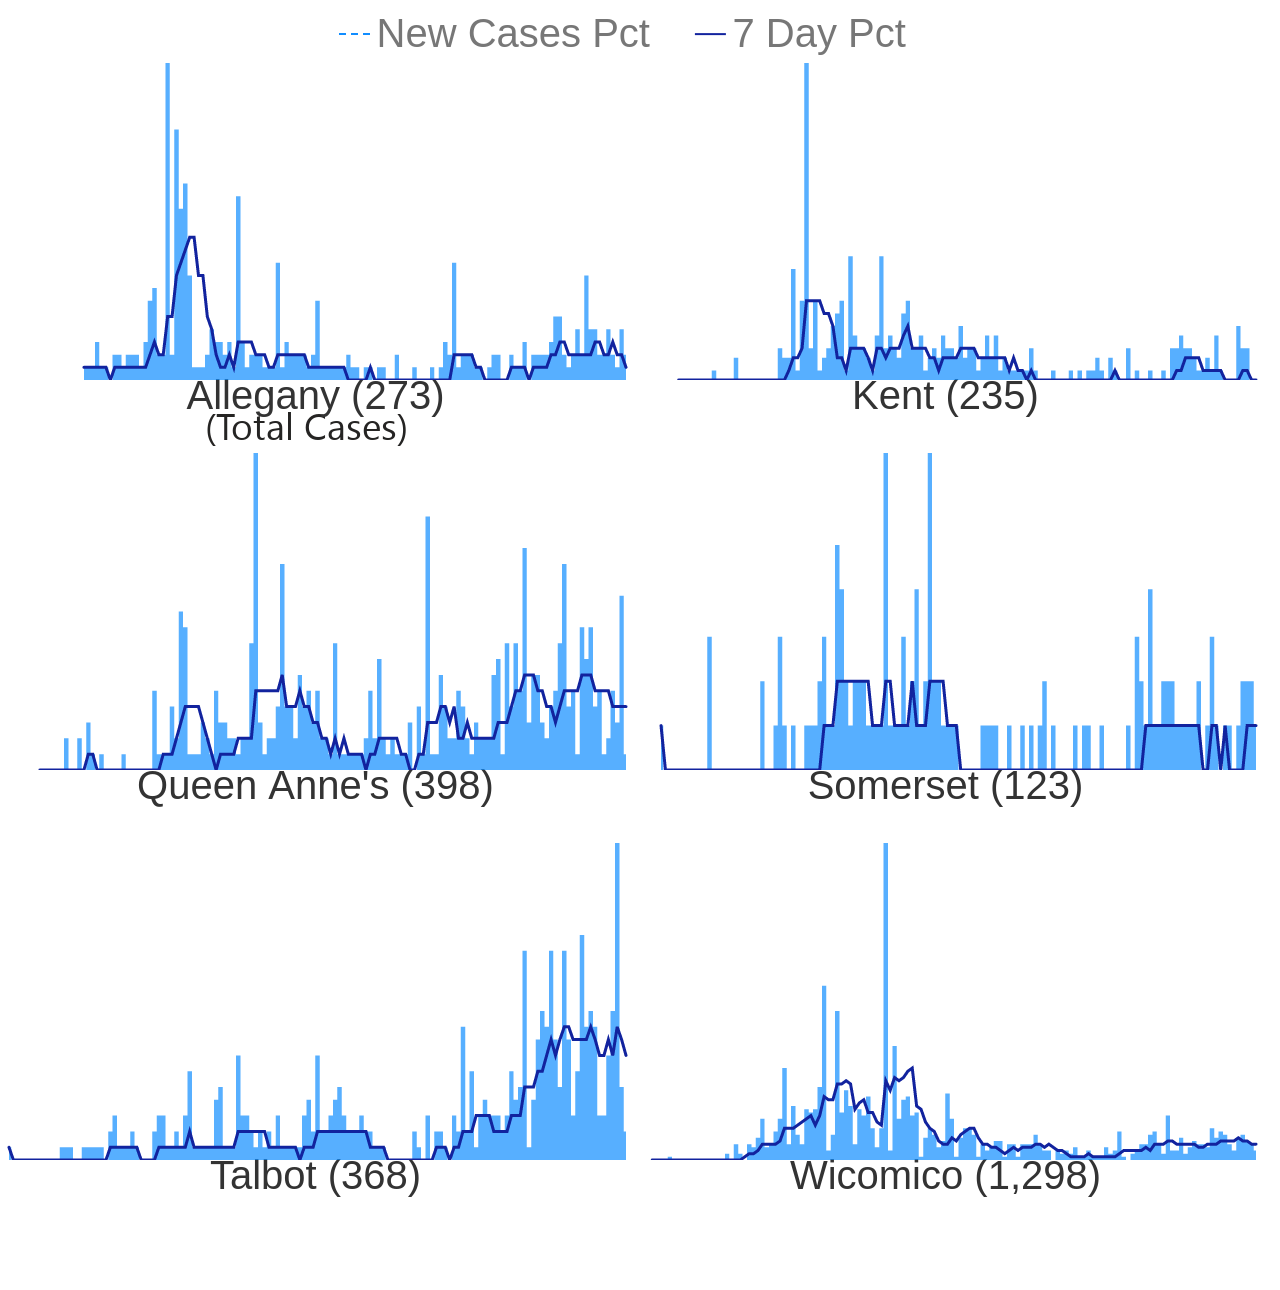 New Cases Pct 7 Day Pct
Allegany (273) Kent (235)
(Total Cases)
Queen Anne's (398) Somerset (123)
Talbot (368) Wicomico (1,298)